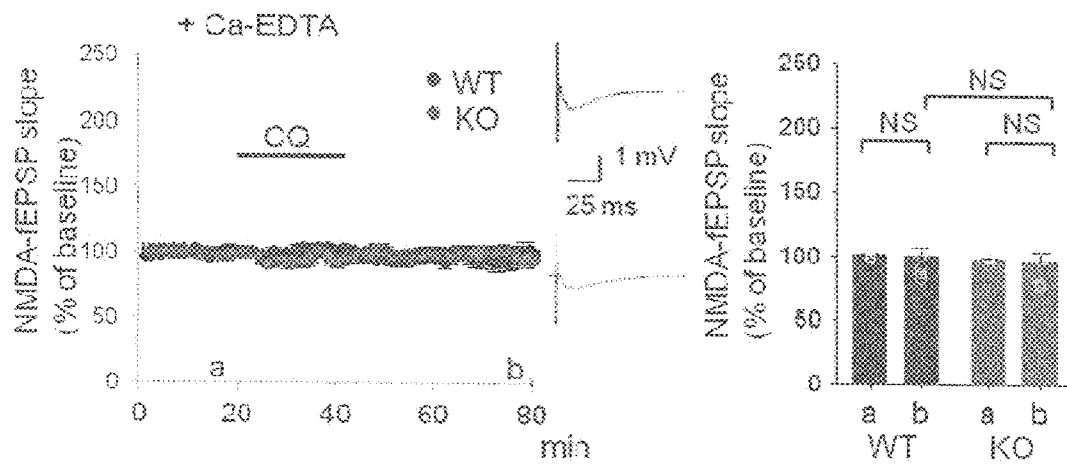 + Ca-EDTA
NMDA-fEPSP slope
(% of baseline)
250
200
150
100
50
0
WT
KO
CQ
a
b
0
20
40
60
80
min
1 mV
25 ms
NMDA-fEPSP slope
(% of baseline)
250
200
150
100
50
0
NS
NS
NS
a
b
a
b
WT
KO